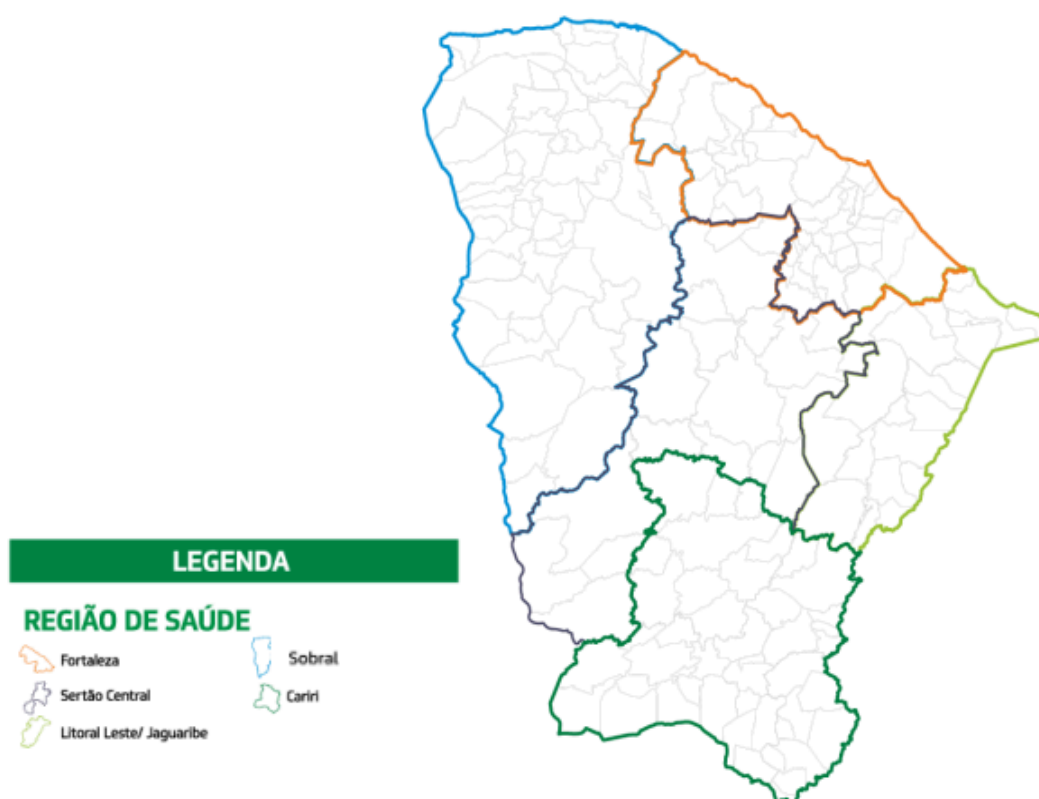 LEGENDA
REGIÃO DE SAÚDE
Fortaleza
Sobral
Sertão Central
Cariri
Litoral Leste/ Jaguaribe